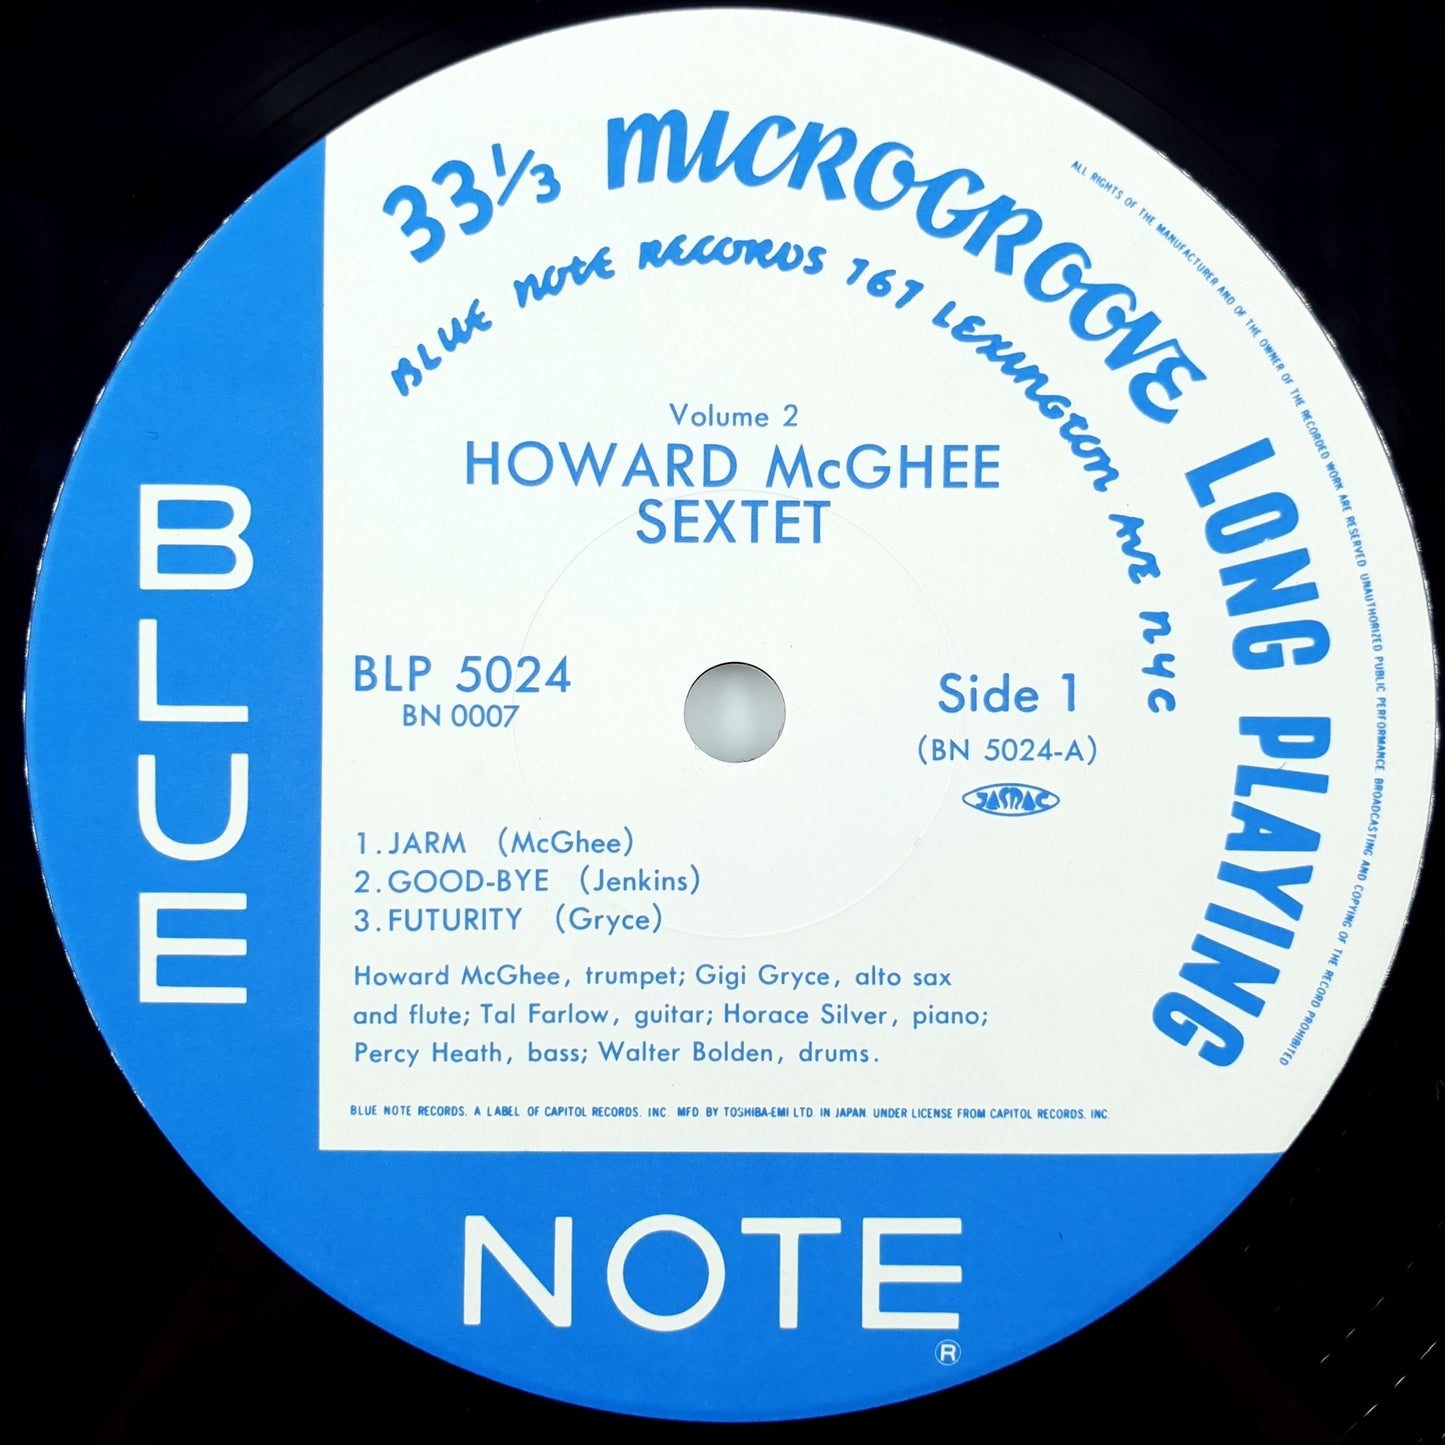 33⅓ MICROGROOVE LONG PLAYING
BLUE NOTE RECORDS 767 LEXINGTON AVE NYC
ALL RIGHTS OF THE MANUFACTURER AND OF THE OWNER OF THE RECORDED WORK ARE RESERVED UNAUTHORIZED PUBLIC PERFORMANCE BROADCASTING AND COPYING OF THE RECORD PROHIBITED
Volume 2
HOWARD McGHEE
SEXTET
BLP 5024
BN 0007
Side 1
(BN 5024-A)
JASRAC
1.JARM (McGhee)
2.GOOD-BYE (Jenkins)
3.FUTURITY (Gryce)
Howard McGhee, trumpet; Gigi Gryce, alto sax
and flute; Tal Farlow, guitar; Horace Silver, piano;
Percy Heath, bass; Walter Bolden, drums.
BLUE NOTE RECORDS. A LABEL OF CAPITOL RECORDS, INC. MFD. BY TOSHIBA-EMI LTD. IN JAPAN. UNDER LICENSE FROM CAPITOL RECORDS, INC.
BLUE
NOTE
®